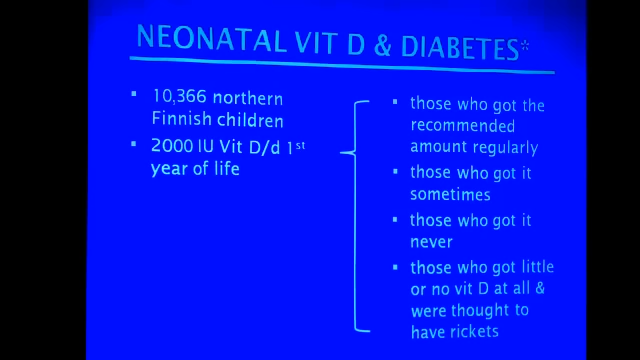 NEONATAL VIT D & DIABETES*
▪ 10,366 northern
Finnish children
▪ 2000 IU Vit D/d 1st
year of life
▪ those who got the
recommended
amount regularly
▪ those who got it
sometimes
▪ those who got it
never
▪ those who got little
or no vit D at all &
were thought to
have rickets